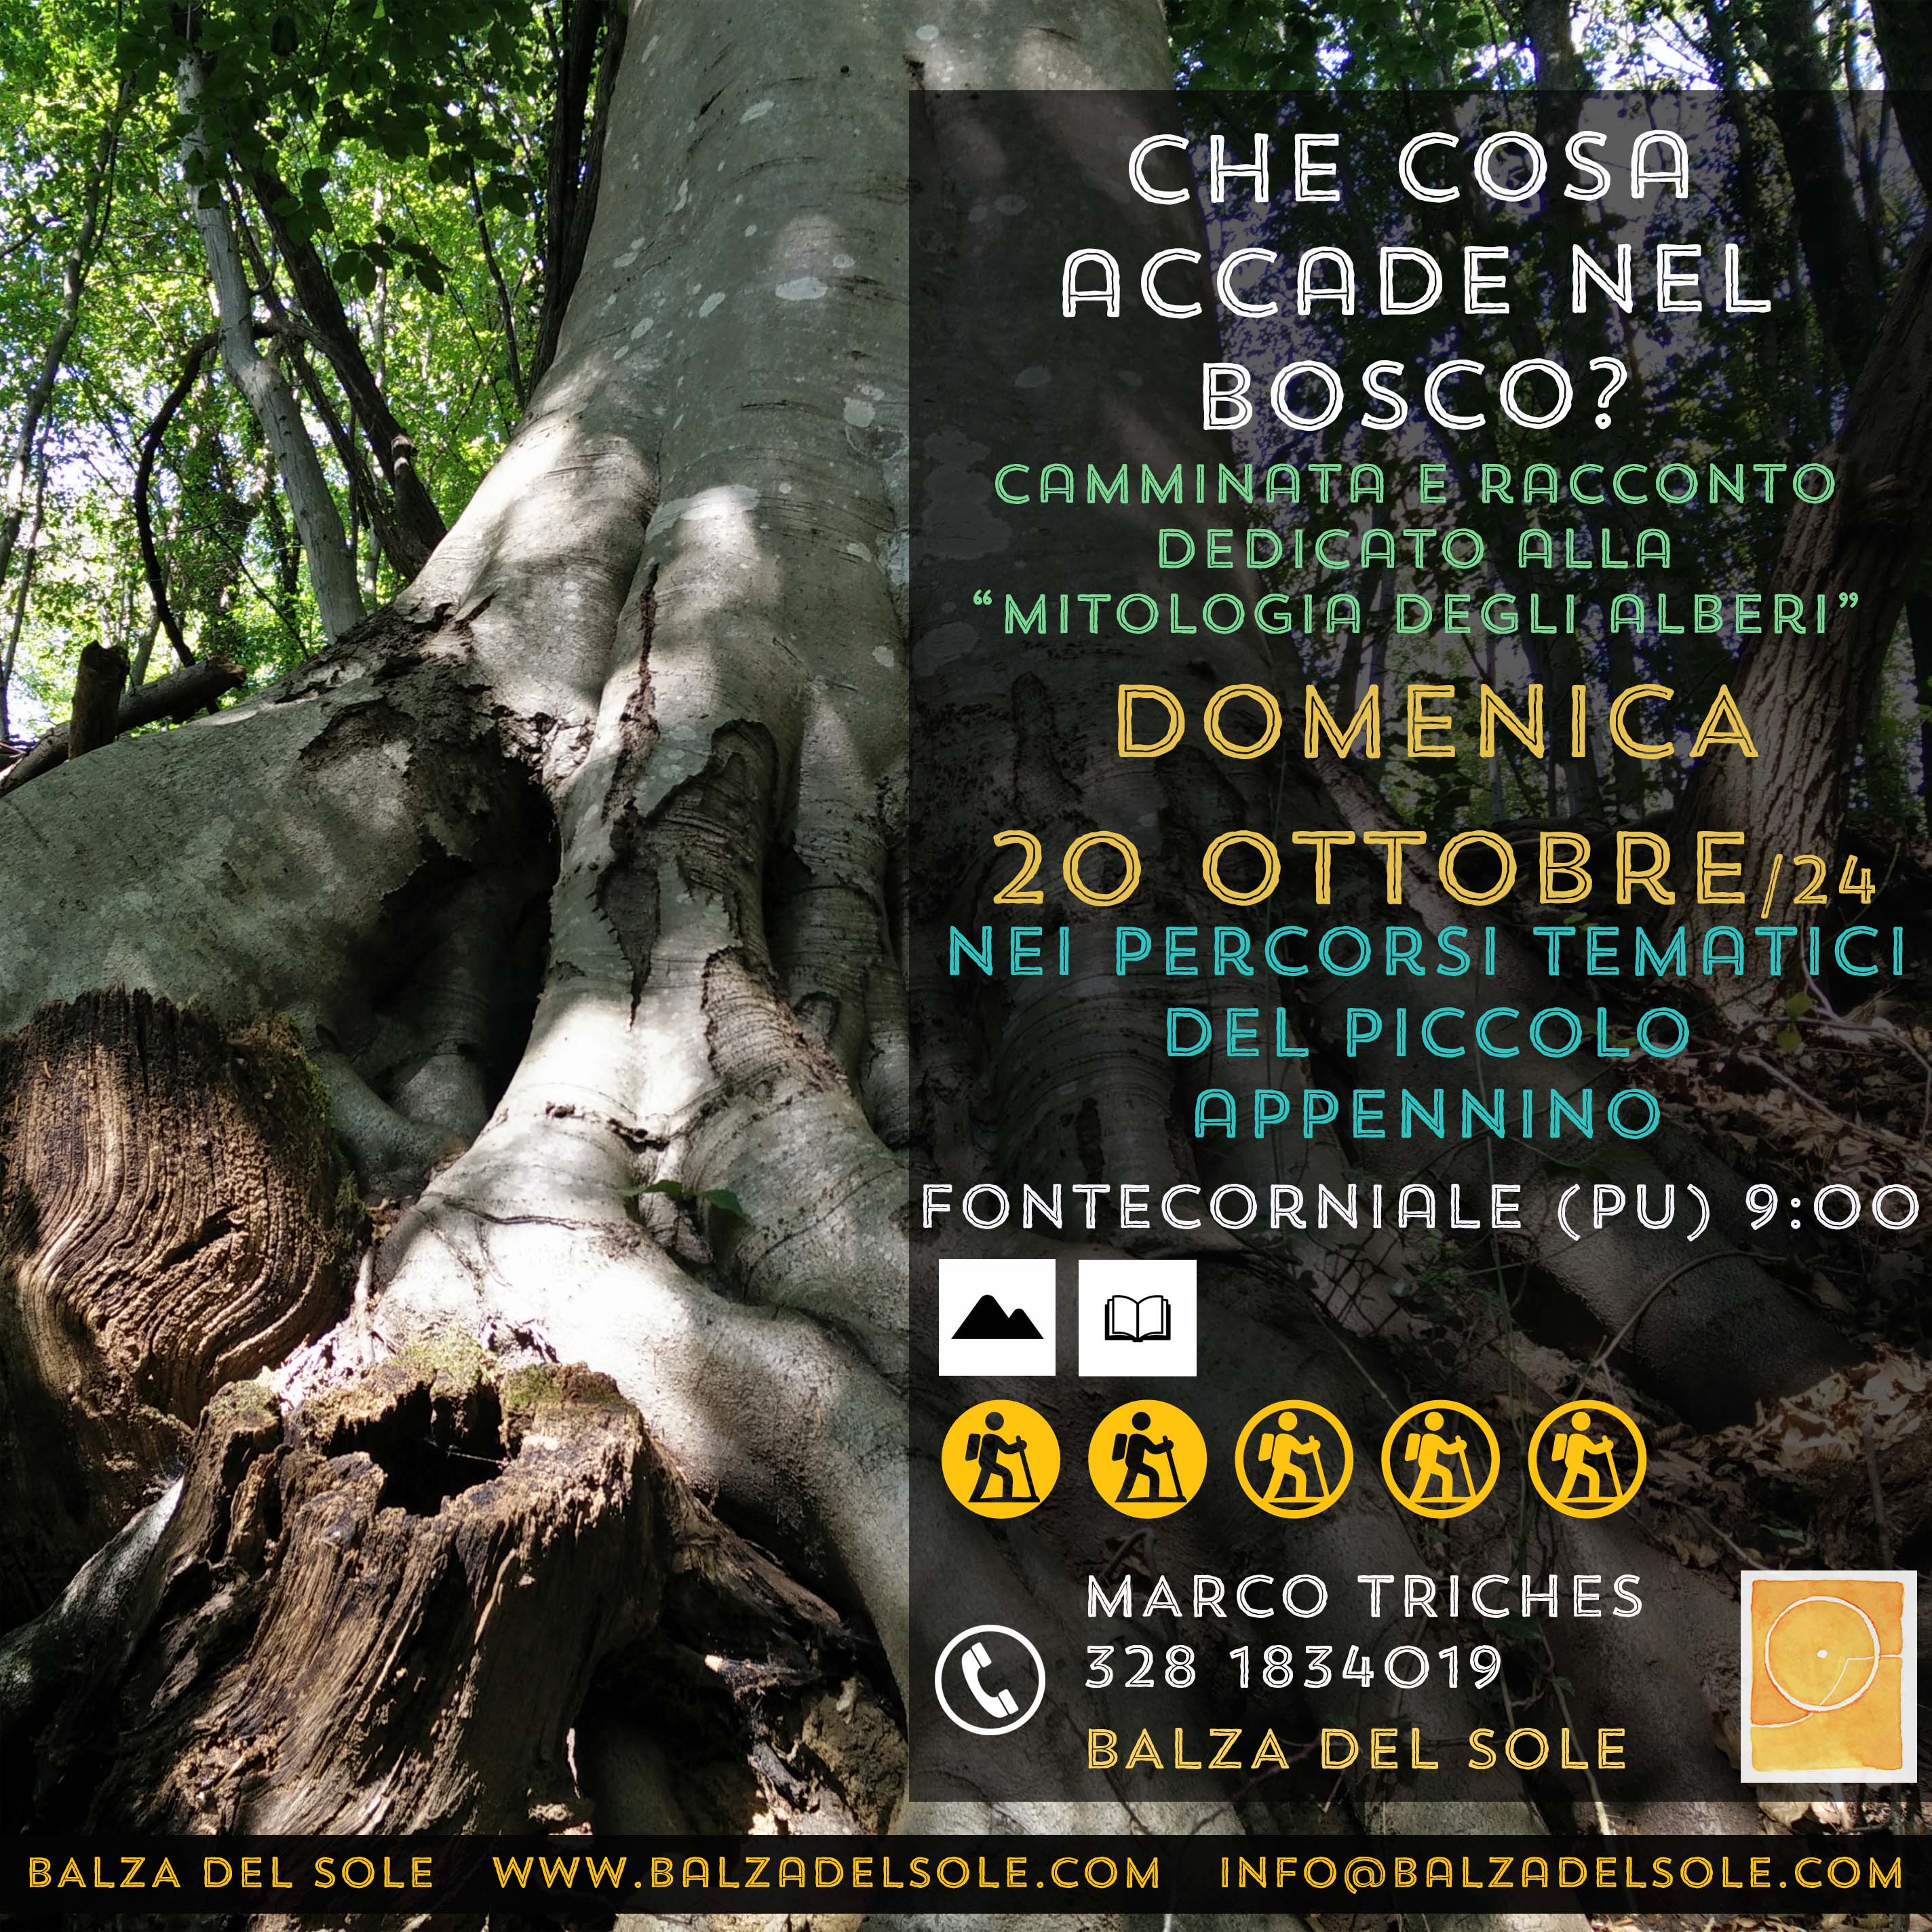 CHE COSA
ACCADE NEL
BOSCO?
CAMMINATA E RACCONTO
DEDICATO ALLA
“MITOLOGIA DEGLI ALBERI”
DOMENICA
20 OTTOBRE/24
NEI PERCORSI TEMATICI
DEL PICCOLO
APPENNINO
FONTECORNIALE (PU) 9:00
MARCO TRICHES
328 1834019
BALZA DEL SOLE
BALZA DEL SOLE WWW.BALZADELSOLE.COM INFO@BALZADELSOLE.COM